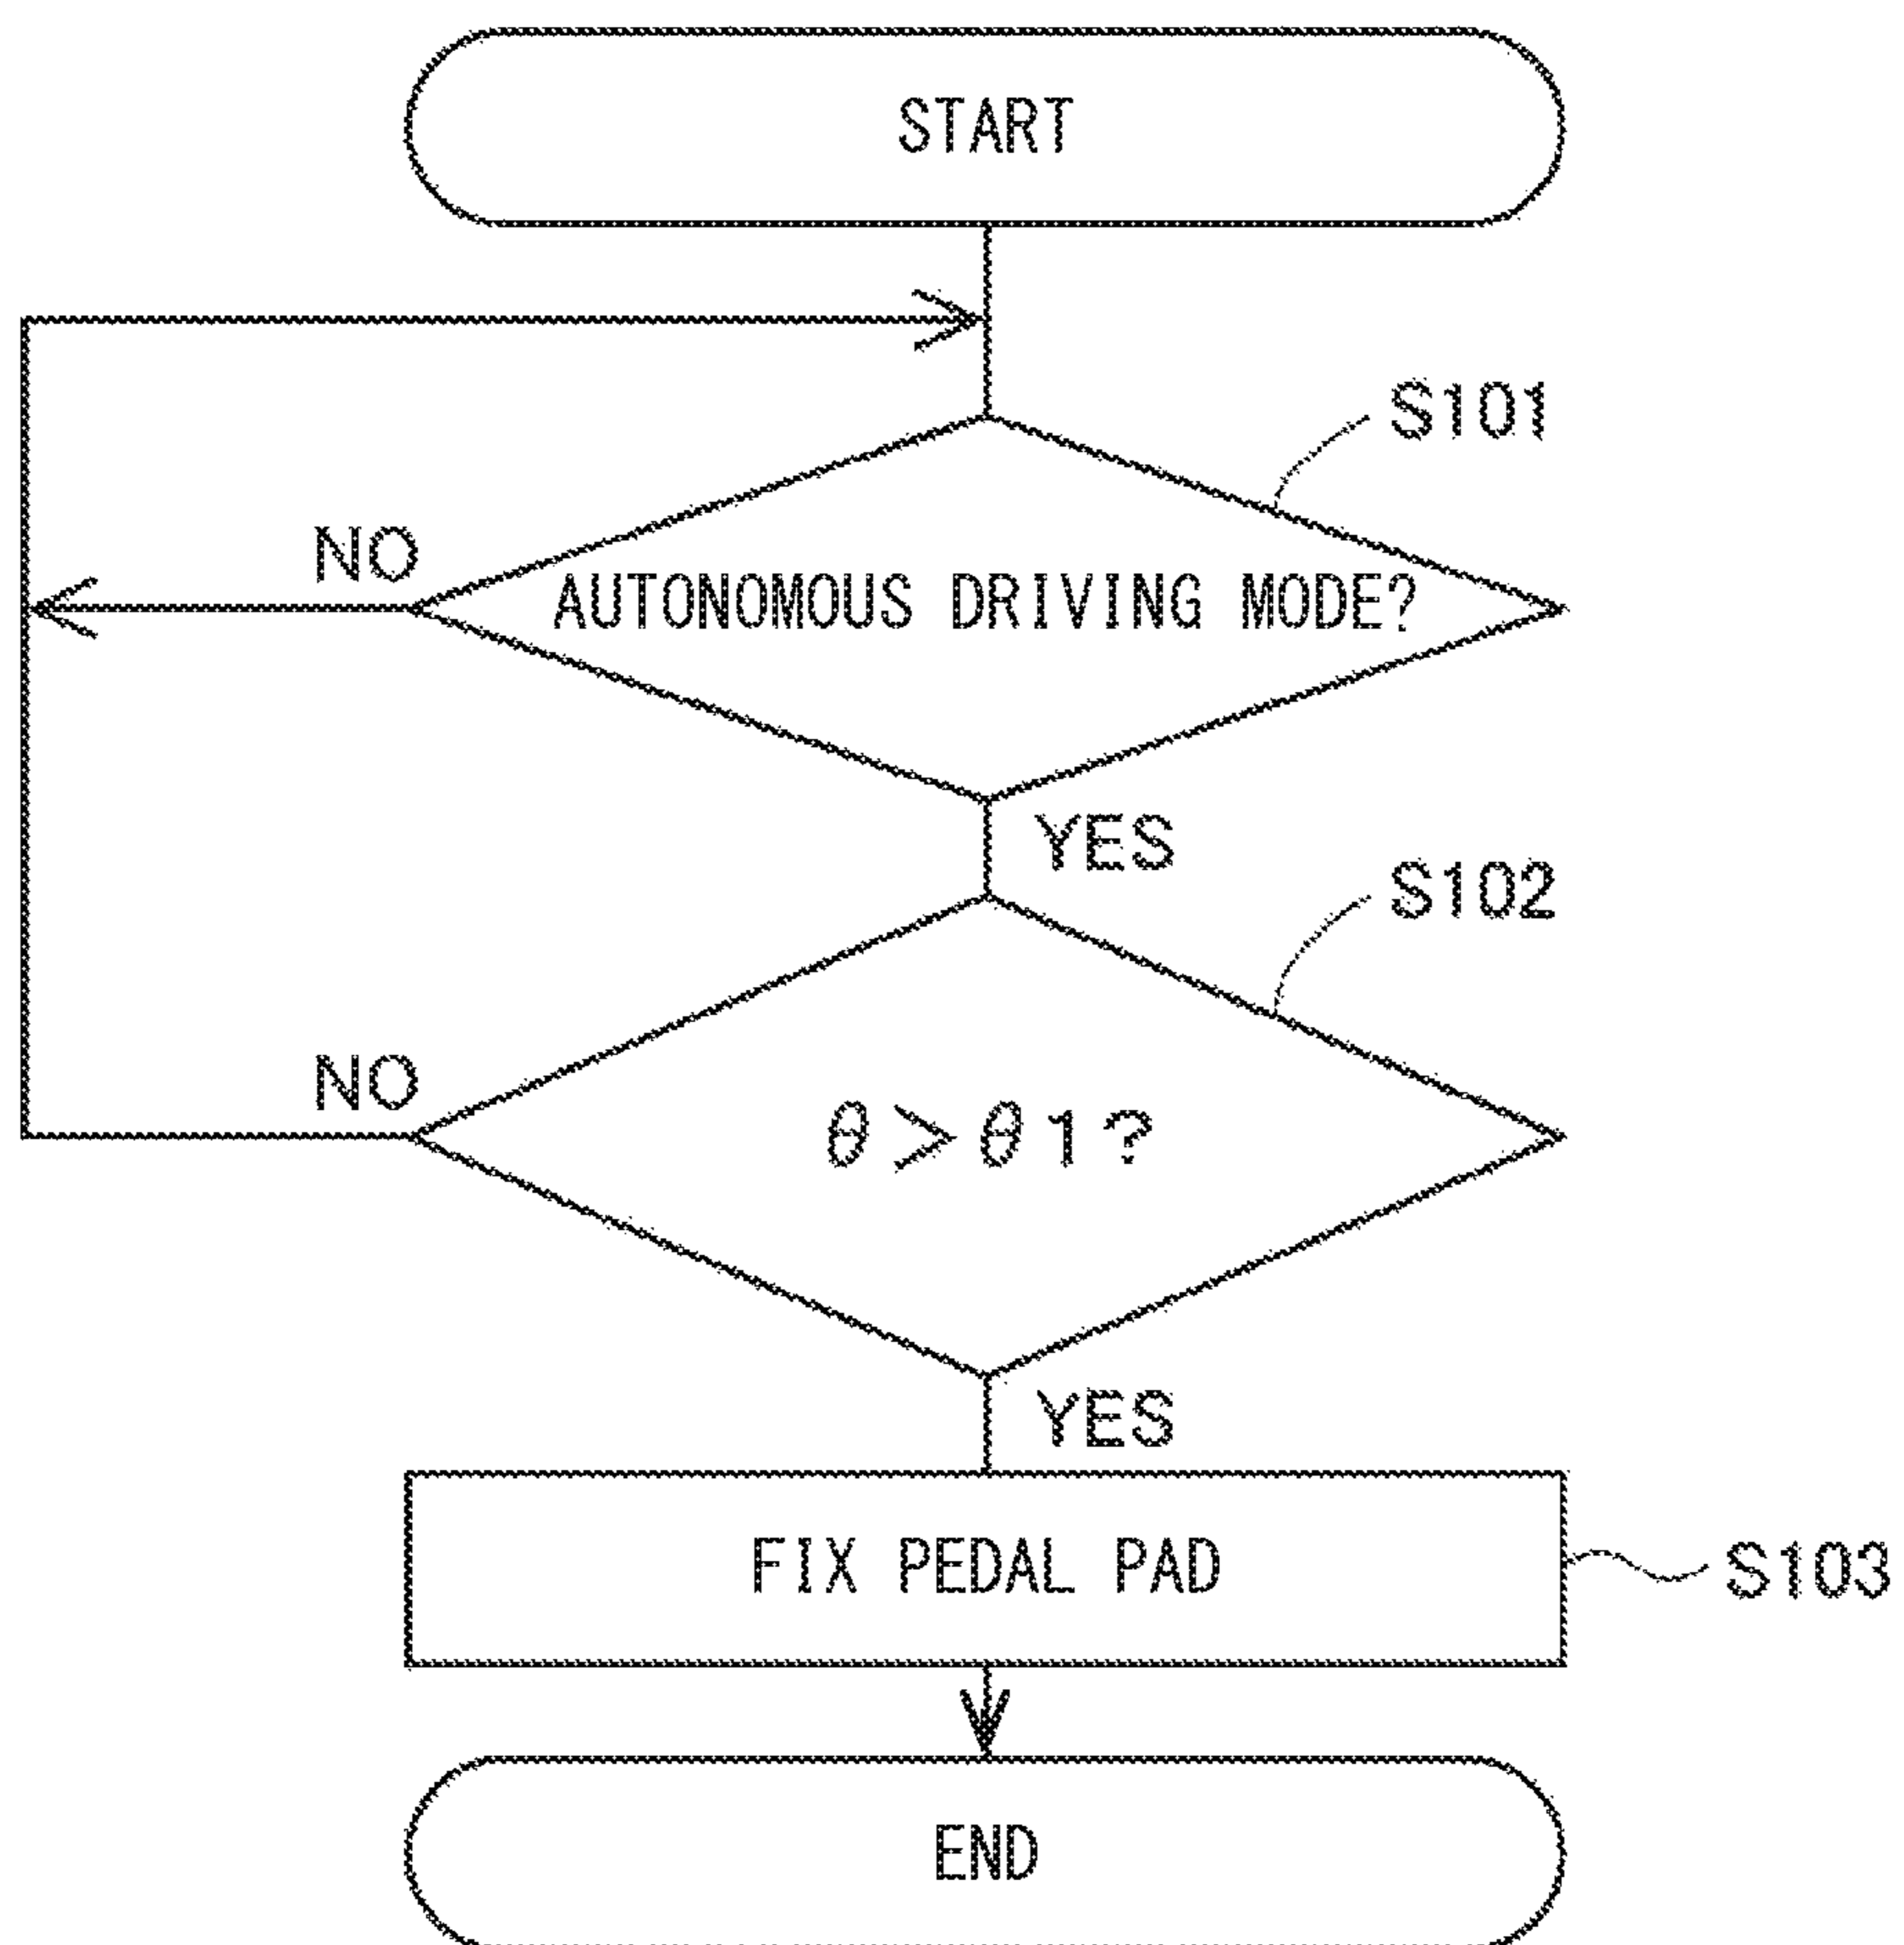 START
S101
NO
AUTONOMOUS DRIVING MODE?
YES
S102
NO
θ>θ1?
YES
FIX PEDAL PAD
S103
END